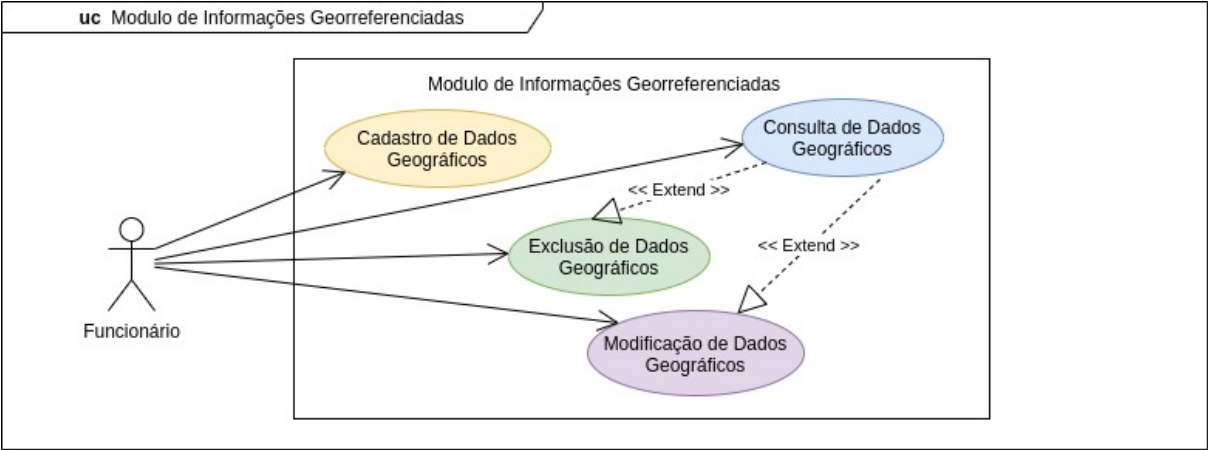 uc Modulo de Informações Georreferenciadas
Modulo de Informações Georreferenciadas
Cadastro de Dados
Geográficos
Consulta de Dados
Geográficos
<< Extend >>
Exclusão de Dados
Geográficos
<< Extend >>
Funcionário
Modificação de Dados
Geográficos